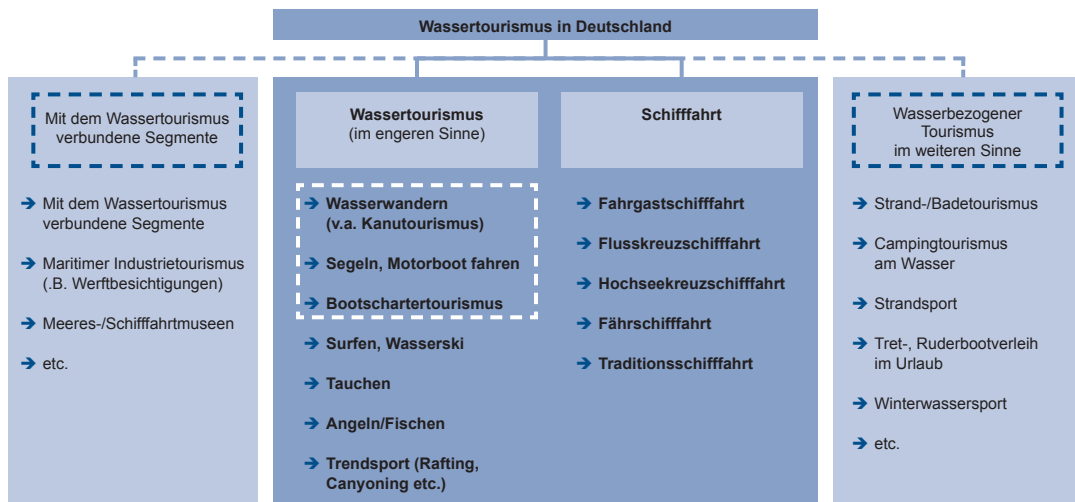 Wassertourismus in Deutschland
Mit dem Wassertourismus
verbundene Segmente
➔ Mit dem Wassertourismus
verbundene Segmente
➔ Maritimer Industrietourismus
(.B. Werftbesichtigungen)
➔ Meeres-/Schifffahrtmuseen
➔ etc.
Wassertourismus
(im engeren Sinne)
➔ Wasserwandern
(v.a. Kanutourismus)
➔ Segeln, Motorboot fahren
➔ Bootschartertourismus
➔ Surfen, Wasserski
➔ Tauchen
➔ Angeln/Fischen
➔ Trendsport (Rafting,
Canyoning etc.)
Schifffahrt
➔ Fahrgastschifffahrt
➔ Flusskreuzschifffahrt
➔ Hochseekreuzschifffahrt
➔ Fährschifffahrt
➔ Traditionsschifffahrt
Wasserbezogener
Tourismus
im weiteren Sinne
➔ Strand-/Badetourismus
➔ Campingtourismus
am Wasser
➔ Strandsport
➔ Tret-, Ruderbootverleih
im Urlaub
➔ Winterwassersport
➔ etc.